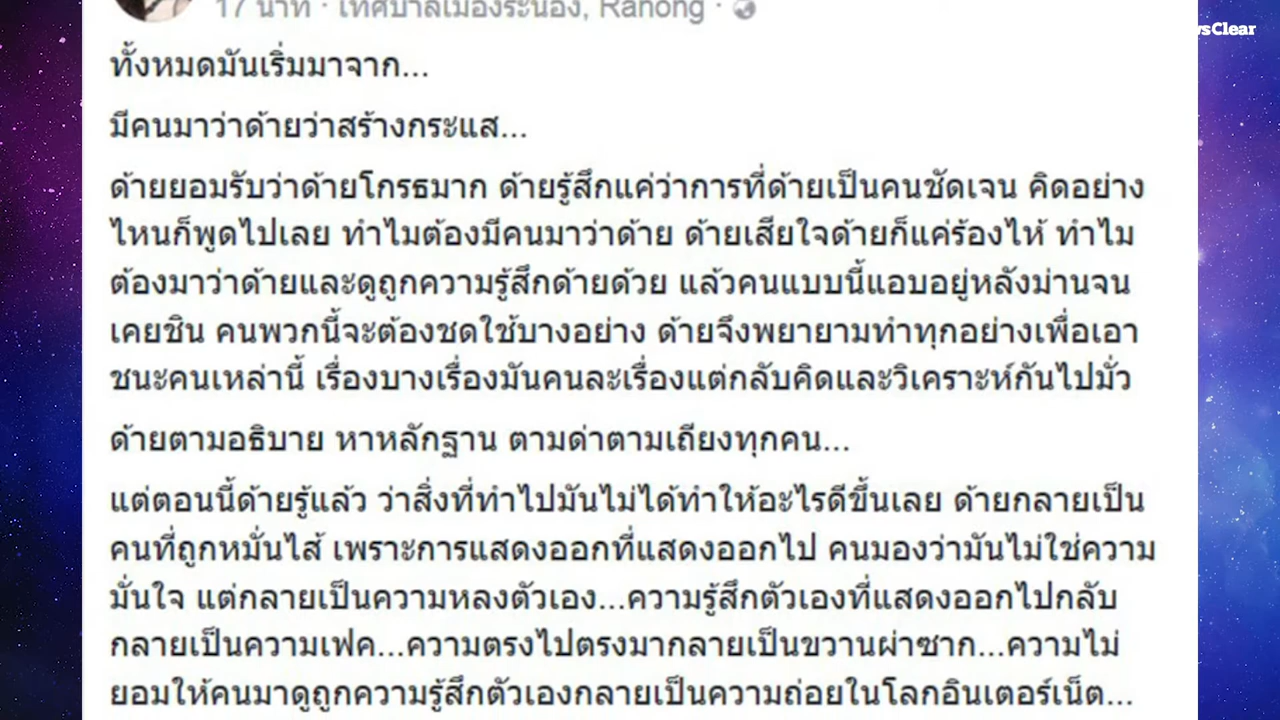 17 นาที · เทศบาลเมืองระนอง, Ranong ·
wsClear
ทั้งหมดมันเริ่มมาจาก...
มีคนมาว่าด้ายว่าสร้างกระแส...
ด้ายยอมรับว่าด้ายโกรธมาก ด้ายรู้สึกแค่ว่าการที่ด้ายเป็นคนชัดเจน คิดอย่าง
ไหนก็พูดไปเลย ทำไมต้องมีคนมาว่าด้าย ด้ายเสียใจด้ายก็แค่ร้องไห้ ทำไม
ต้องมาว่าด้ายและดูถูกความรู้สึกด้ายด้วย แล้วคนแบบนี้แอบอยู่หลังม่านจน
เคยชิน คนพวกนี้จะต้องชดใช้บางอย่าง ด้ายจึงพยายามทำทุกอย่างเพื่อเอา
ชนะคนเหล่านี้ เรื่องบางเรื่องมันคนละเรื่องแต่กลับคิดและวิเคราะห์กันไปมั่ว
ด้ายตามอธิบาย หาหลักฐาน ตามด่าตามเถียงทุกคน...
แต่ตอนนี้ด้ายรู้แล้ว ว่าสิ่งที่ทำไปมันไม่ได้ทำให้อะไรดีขึ้นเลย ด้ายกลายเป็น
คนที่ถูกหมั่นไส้ เพราะการแสดงออกที่แสดงออกไป คนมองว่ามันไม่ใช่ความ
มั่นใจ แต่กลายเป็นความหลงตัวเอง...ความรู้สึกตัวเองที่แสดงออกไปกลับ
กลายเป็นความเฟค...ความตรงไปตรงมากลายเป็นขวานผ่าซาก...ความไม่
ยอมให้คนมาดูถูกความรู้สึกตัวเองกลายเป็นความถ่อยในโลกอินเตอร์เน็ต...